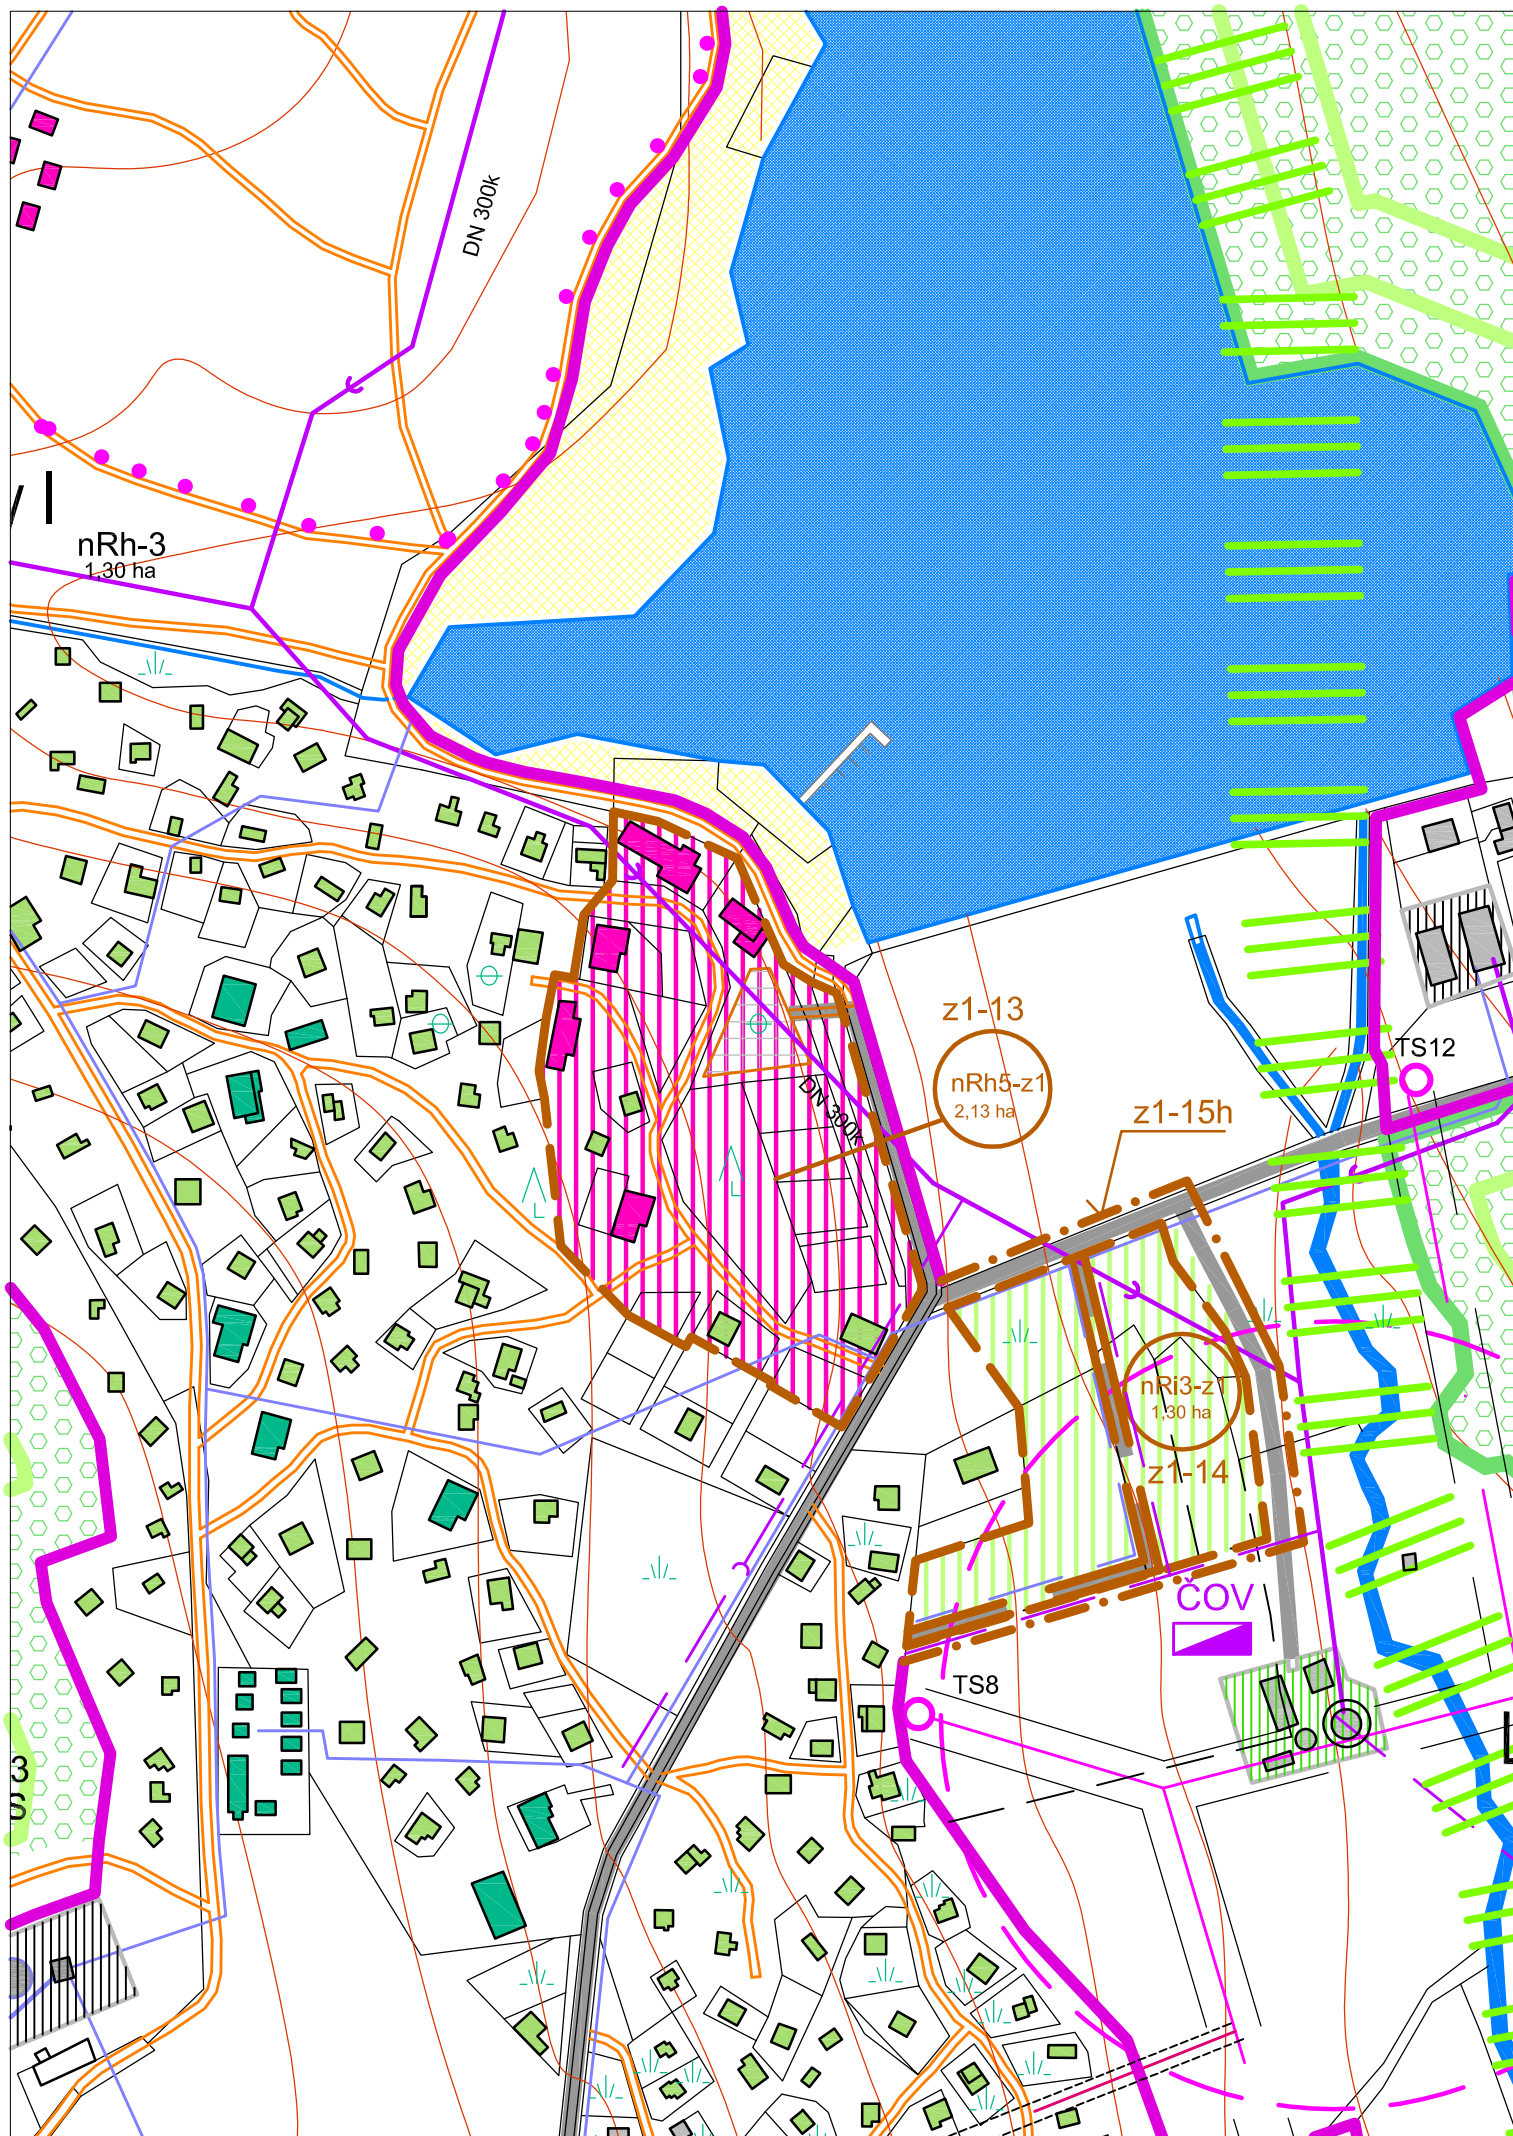 DN 300k
nRh-3
1,30 ha
z1-13
nRh5-z1
2,13 ha
DN 300k
TS12
z1-15h
nRi3-z1
1,30 ha
z1-14
ČOV
TS8
3